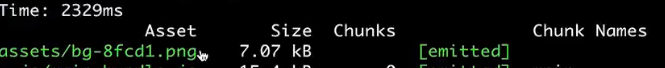 Time: 2329ms
Asset Size Chunks Chunk Names
assets/bg-8fcd1.png 7.07 kB [emitted]